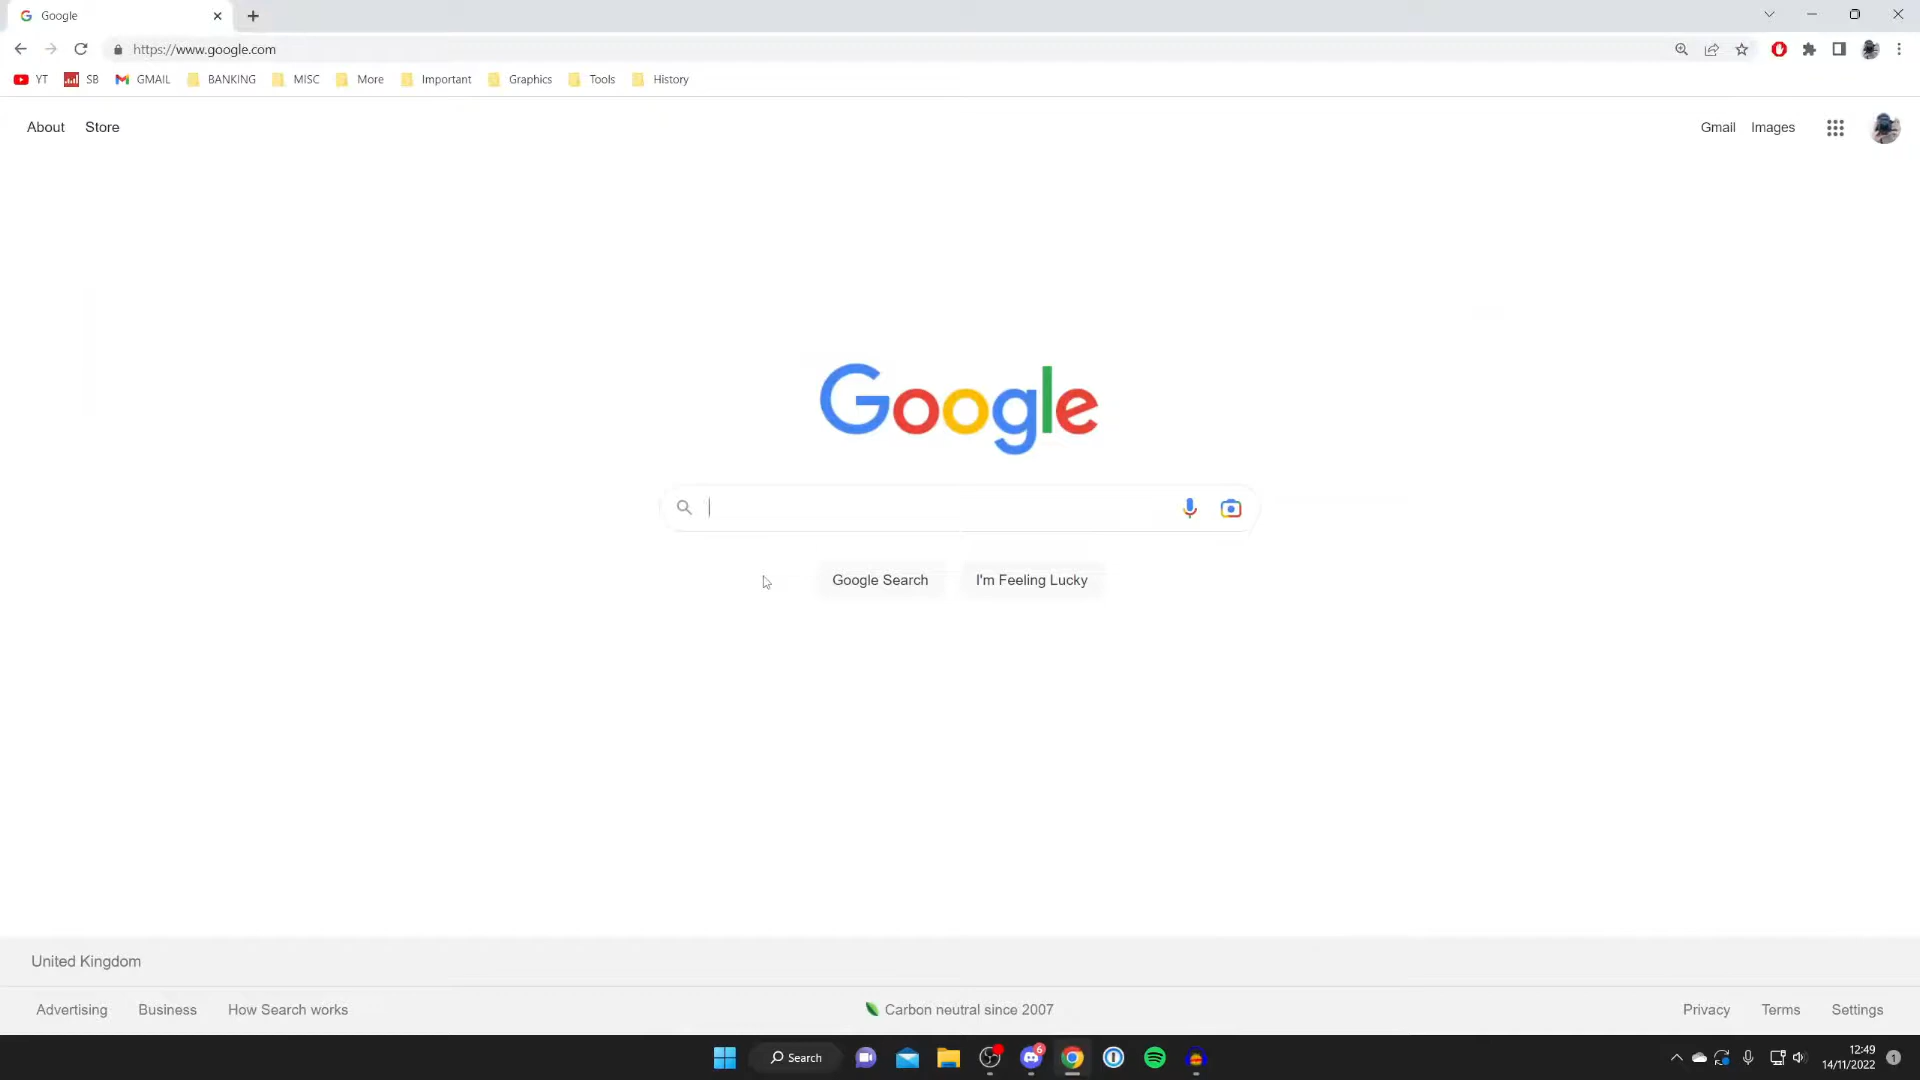 Google
https://www.google.com
YT SB GMAIL BANKING MISC More Important Graphics Tools History
About Store Gmail Images
Google
Google Search I'm Feeling Lucky
United Kingdom
Advertising Business How Search works Carbon neutral since 2007 Privacy Terms Settings
Search 6 12:49
14/11/2022 1